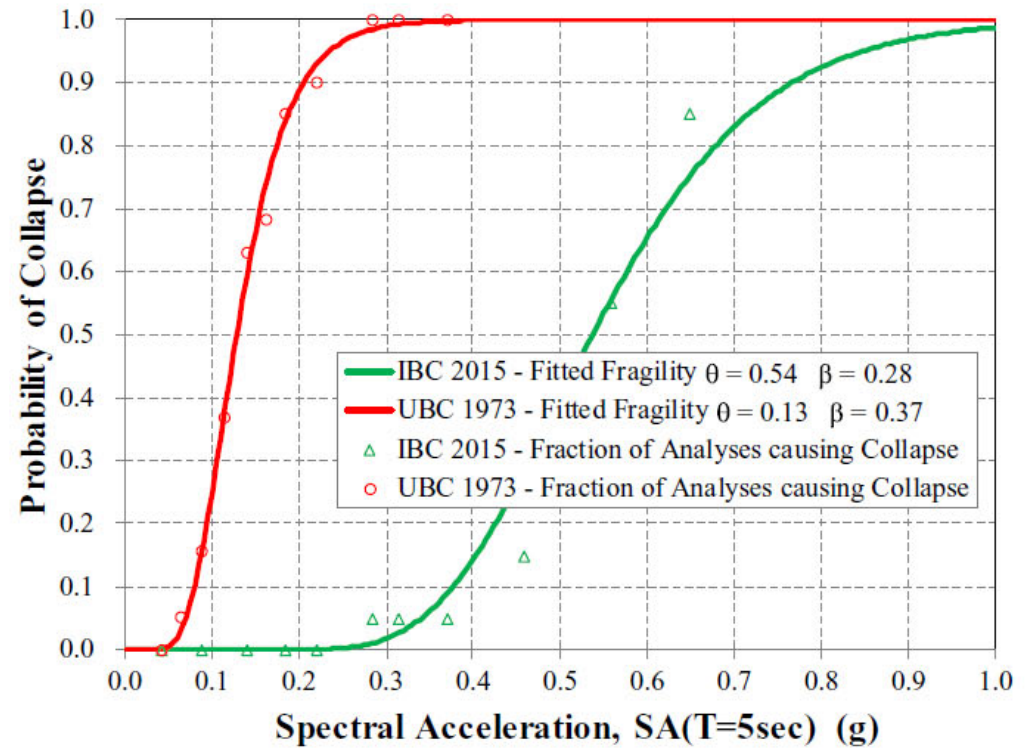 Probability of Collapse
1.0
0.9
0.8
0.7
0.6
0.5
0.4
0.3
0.2
0.1
0.0
IBC 2015 - Fitted Fragility θ = 0.54 β = 0.28
UBC 1973 - Fitted Fragility θ = 0.13 β = 0.37
IBC 2015 - Fraction of Analyses causing Collapse
UBC 1973 - Fraction of Analyses causing Collapse
0.0 0.1 0.2 0.3 0.4 0.5 0.6 0.7 0.8 0.9 1.0
Spectral Acceleration, SA(T=5sec) (g)